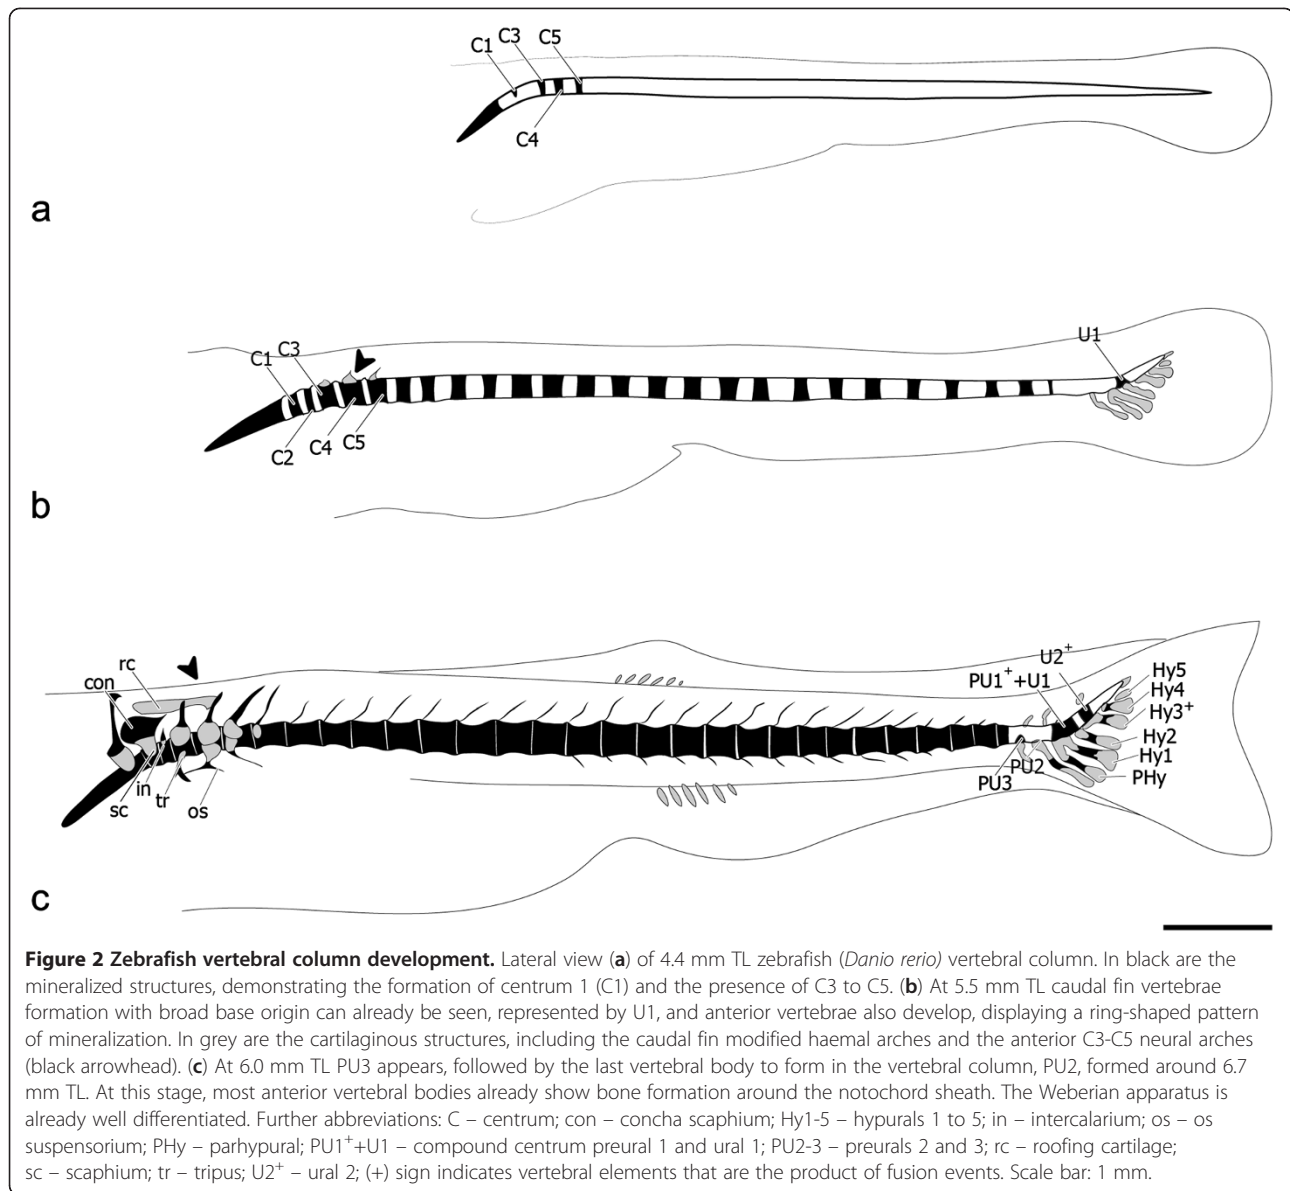 C1 C3 C5
C4
a
C1 C3 U1
C2 C4 C5
b
rc
con
U2+
PU1+ +U1
Hy5
Hy4
Hy3+
Hy2
Hy1
PHy
PU2
PU3
in
sc tr os
c
Figure 2 Zebrafish vertebral column development. Lateral view (a) of 4.4 mm TL zebrafish (Danio rerio) vertebral column. In black are the
mineralized structures, demonstrating the formation of centrum 1 (C1) and the presence of C3 to C5. (b) At 5.5 mm TL caudal fin vertebrae
formation with broad base origin can already be seen, represented by U1, and anterior vertebrae also develop, displaying a ring-shaped pattern
of mineralization. In grey are the cartilaginous structures, including the caudal fin modified haemal arches and the anterior C3-C5 neural arches
(black arrowhead). (c) At 6.0 mm TL PU3 appears, followed by the last vertebral body to form in the vertebral column, PU2, formed around 6.7
mm TL. At this stage, most anterior vertebral bodies already show bone formation around the notochord sheath. The Weberian apparatus is
already well differentiated. Further abbreviations: C – centrum; con – concha scaphium; Hy1-5 – hypurals 1 to 5; in – intercalarium; os – os
suspensorium; PHy – parhypural; PU1++U1 – compound centrum preural 1 and ural 1; PU2-3 – preurals 2 and 3; rc – roofing cartilage;
sc – scaphium; tr – tripus; U2+ – ural 2; (+) sign indicates vertebral elements that are the product of fusion events. Scale bar: 1 mm.